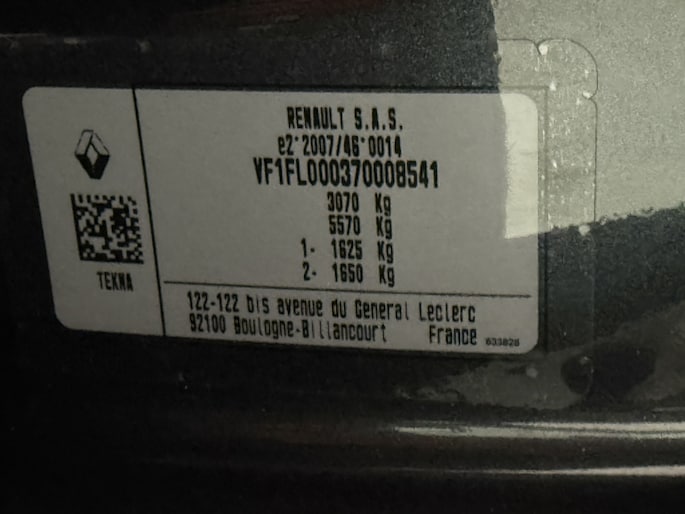 RENAULT S.A.S.
e2*2007/46*0014
VF1FL000370008541
3070 Kg
5570 Kg
1- 1625 Kg
2- 1650 Kg
TEKNA
122-122 bis avenue du General Leclerc
92100 Boulogne-Billancourt France